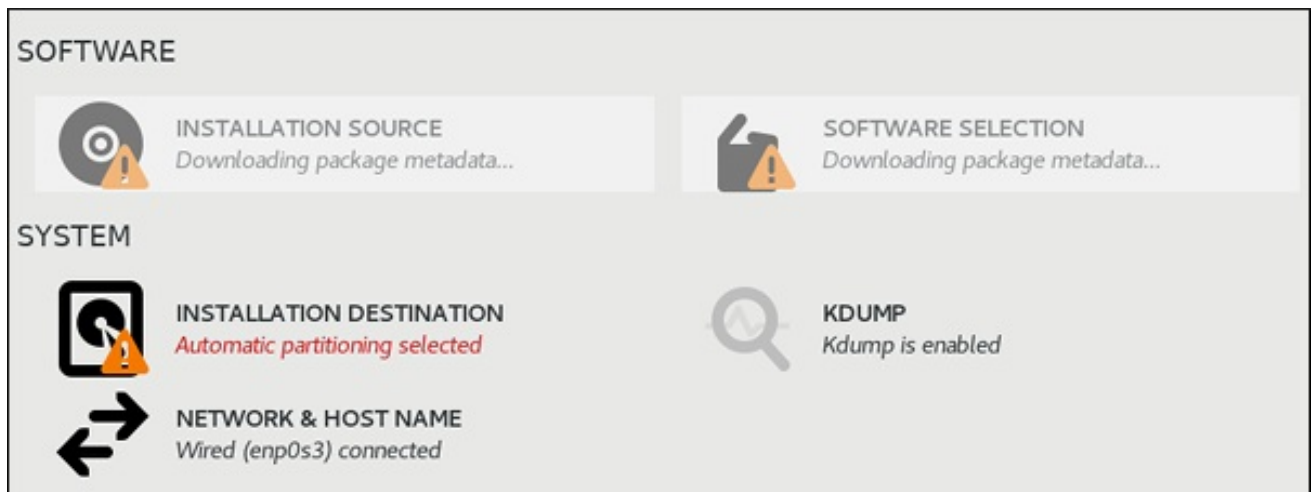 SOFTWARE
INSTALLATION SOURCE
Downloading package metadata...
SOFTWARE SELECTION
Downloading package metadata...
SYSTEM
INSTALLATION DESTINATION
Automatic partitioning selected
KDUMP
Kdump is enabled
NETWORK & HOST NAME
Wired (enp0s3) connected